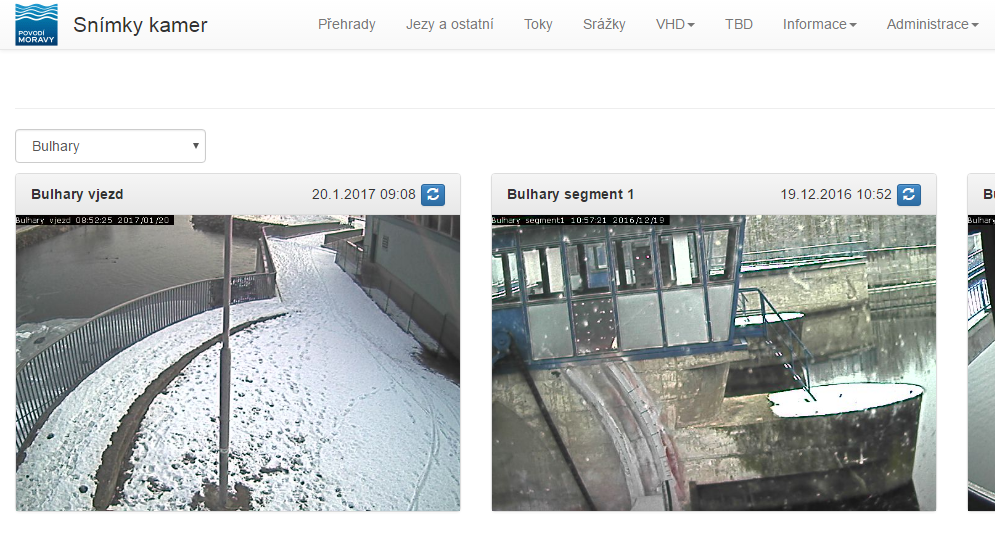 POVODÍ
MORAVY
Snímky kamer
Přehrady
Jezy a ostatní
Toky
Srážky
VHD
TBD
Informace
Administrace
Bulhary
Bulhary vjezd
20.1.2017 09:08
Bulhary segment 1
19.12.2016 10:52
Bulhary vjezd 08:52:25 2017/01/20
Bulhary segment1 10:57:21 2016/12/19